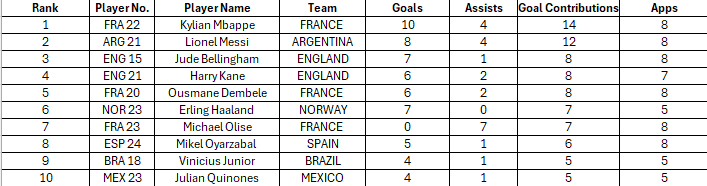 Rank Player No. Player Name Team Goals Assists Goal Contributions Apps
1 FRA 22 Kylian Mbappe FRANCE 10 4 14 8
2 ARG 21 Lionel Messi ARGENTINA 8 4 12 8
3 ENG 15 Jude Bellingham ENGLAND 7 1 8 8
4 ENG 21 Harry Kane ENGLAND 6 2 8 7
5 FRA 20 Ousmane Dembele FRANCE 6 2 8 8
6 NOR 23 Erling Haaland NORWAY 7 0 7 5
7 FRA 23 Michael Olise FRANCE 0 7 7 8
8 ESP 24 Mikel Oyarzabal SPAIN 5 1 6 8
9 BRA 18 Vinicius Junior BRAZIL 4 1 5 5
10 MEX 23 Julian Quinones MEXICO 4 1 5 5